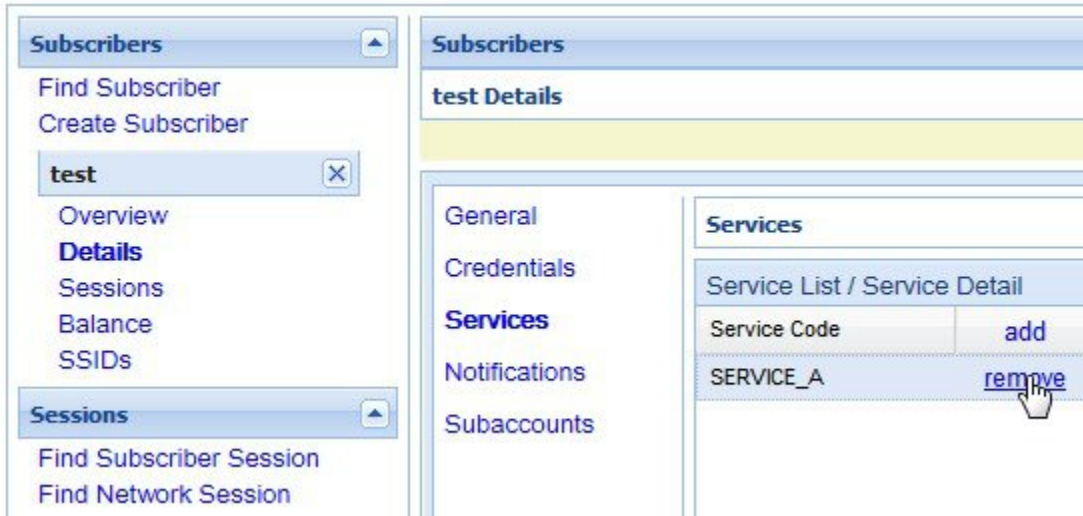 Subscribers
Find Subscriber
Create Subscriber
test
Overview
Details
Sessions
Balance
SSIDs
Sessions
Find Subscriber Session
Find Network Session
Subscribers
test Details
General
Credentials
Services
Notifications
Subaccounts
Services
Service List / Service Detail
Service Code add
SERVICE_A remove